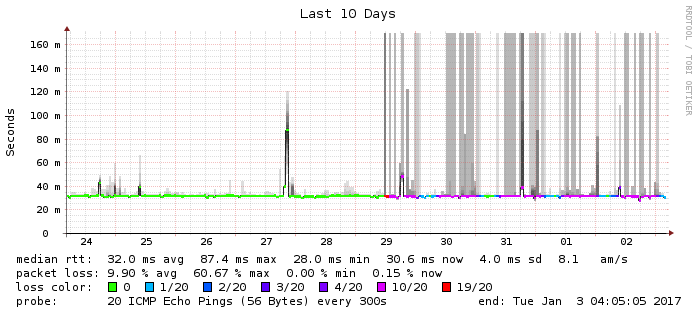 Last 10 Days
RRDTOOL / TOBI OETIKER
Seconds
160 m
140 m
120 m
100 m
80 m
60 m
40 m
20 m
0
24 25 26 27 28 29 30 31 01 02
median rtt: 32.0 ms avg 87.4 ms max 28.0 ms min 30.6 ms now 4.0 ms sd 8.1 am/s
packet loss: 9.90 % avg 60.67 % max 0.00 % min 0.15 % now
loss color: 0 1/20 2/20 3/20 4/20 10/20 19/20
probe: 20 ICMP Echo Pings (56 Bytes) every 300s end: Tue Jan 3 04:05:05 2017